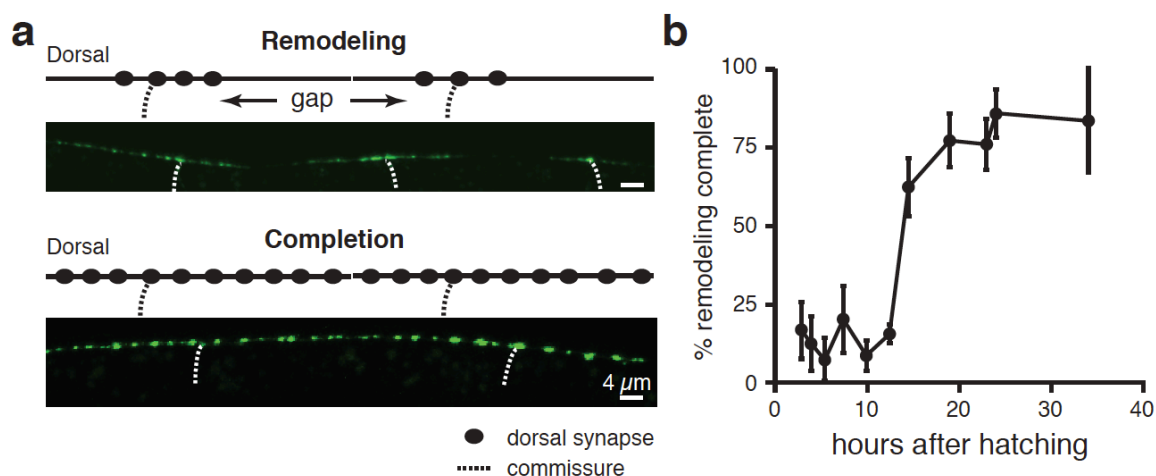 a
Remodeling
Dorsal
gap
Completion
Dorsal
4 µm
dorsal synapse
commissure
b
% remodeling complete
100
75
50
25
0
0 10 20 30 40
hours after hatching